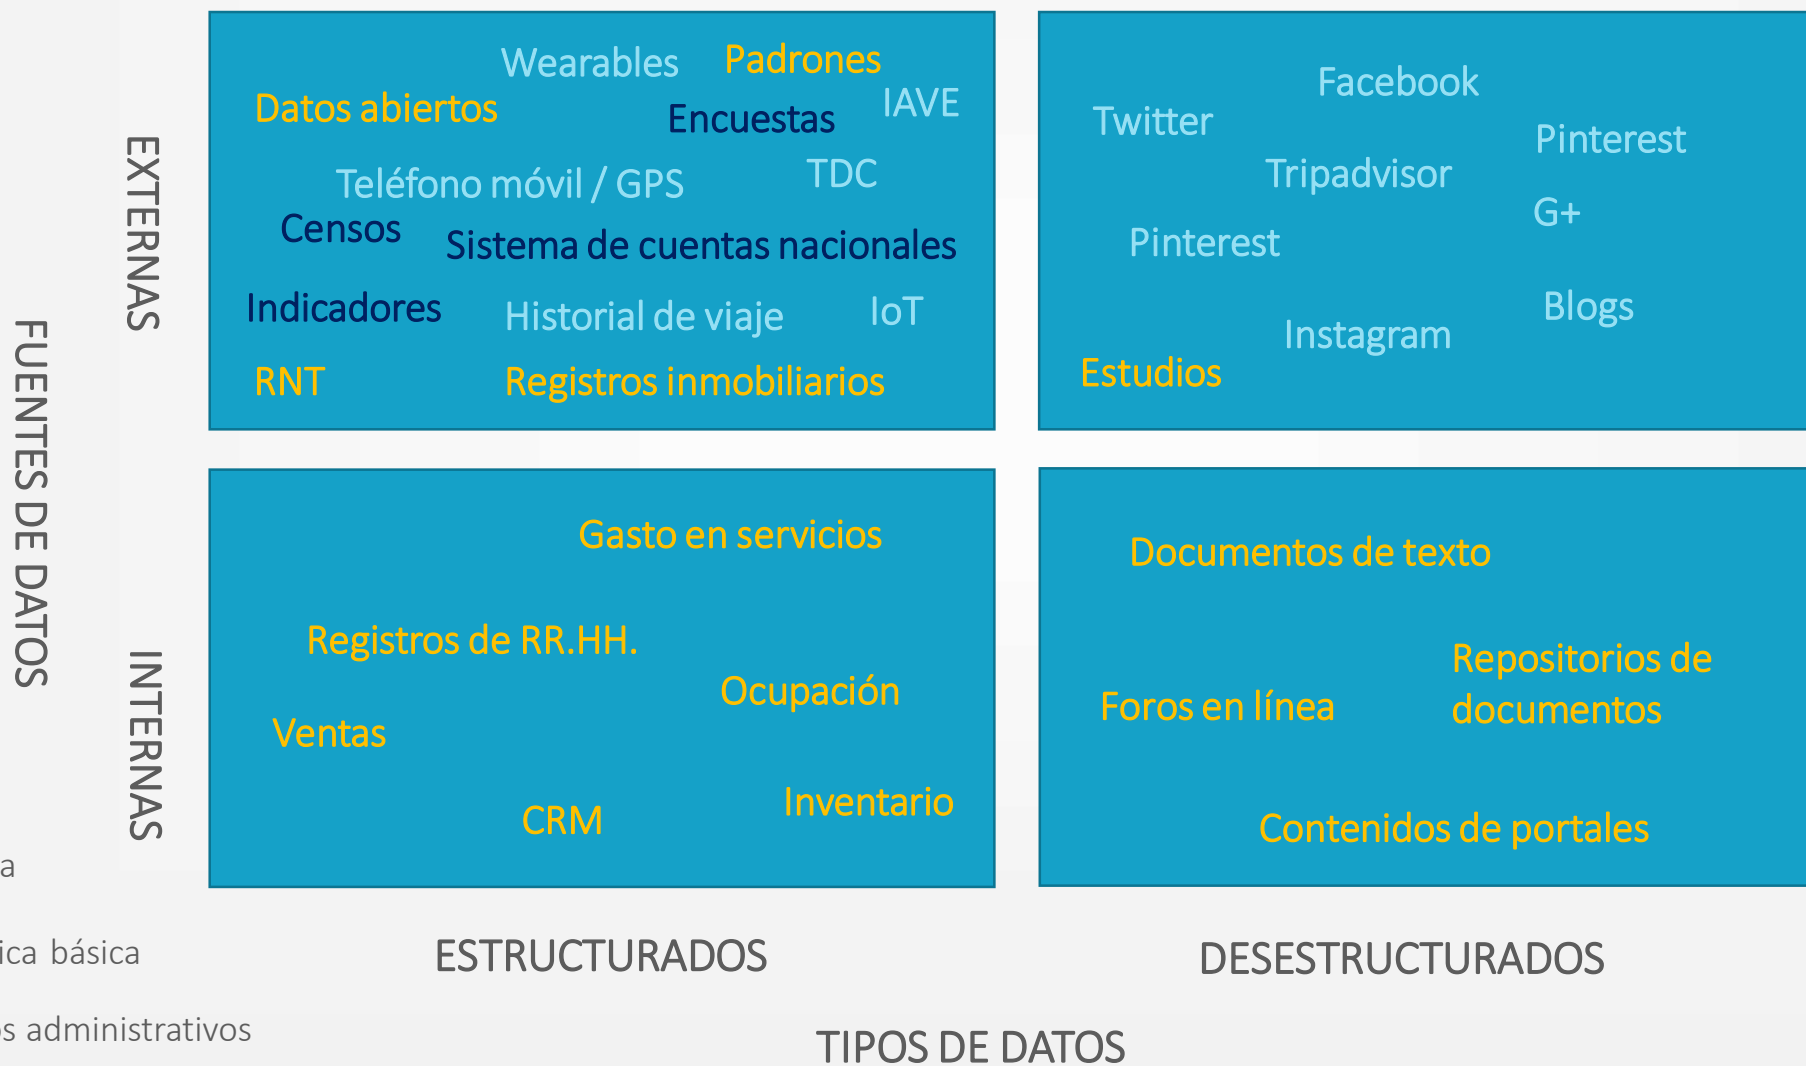 Wearables
Padrones
Datos abiertos
Encuestas
IAVE
Teléfono móvil / GPS
TDC
Censos
Sistema de cuentas nacionales
Indicadores
Historial de viaje
IoT
RNT
Registros inmobiliarios
Facebook
Twitter
Pinterest
Tripadvisor
G+
Pinterest
Blogs
Instagram
Estudios
EXTERNAS
FUENTES DE DATOS
INTERNAS
Gasto en servicios
Registros de RR.HH.
Ocupación
Ventas
Inventario
CRM
Documentos de texto
Repositorios de
documentos
Foros en línea
Contenidos de portales
ESTRUCTURADOS
DESESTRUCTURADOS
TIPOS DE DATOS
básica
administrativos